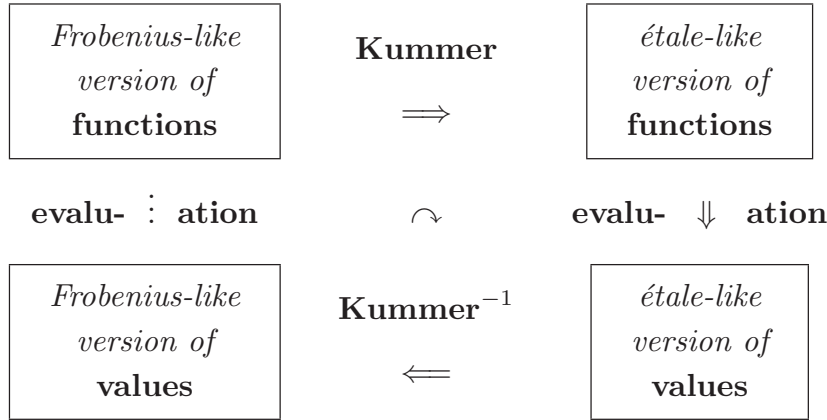 Frobenius-like
version of
functions
Kummer
⟹
étale-like
version of
functions
evalu- ⋮ ation
↷
evalu- ⇓ ation
Frobenius-like
version of
values
Kummer⁻¹
⟸
étale-like
version of
values